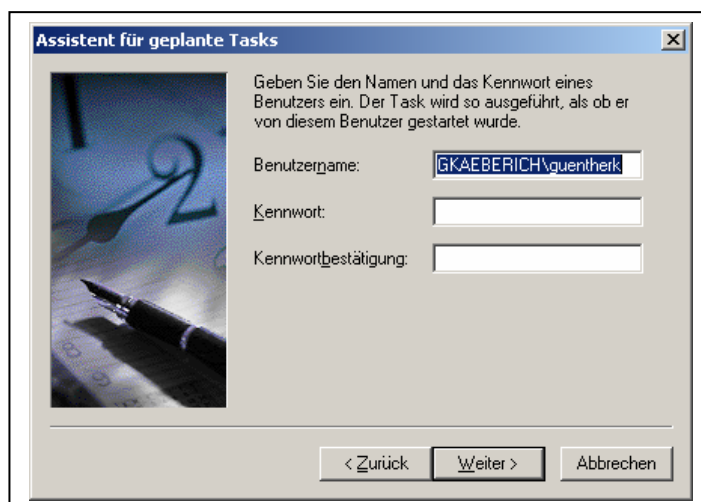 Assistent für geplante Tasks
Geben Sie den Namen und das Kennwort eines
Benutzers ein. Der Task wird so ausgeführt, als ob er
von diesem Benutzer gestartet wurde.
Benutzername: GKAEBERICH\guentherk
Kennwort:
Kennwortbestätigung:
< Zurück Weiter > Abbrechen